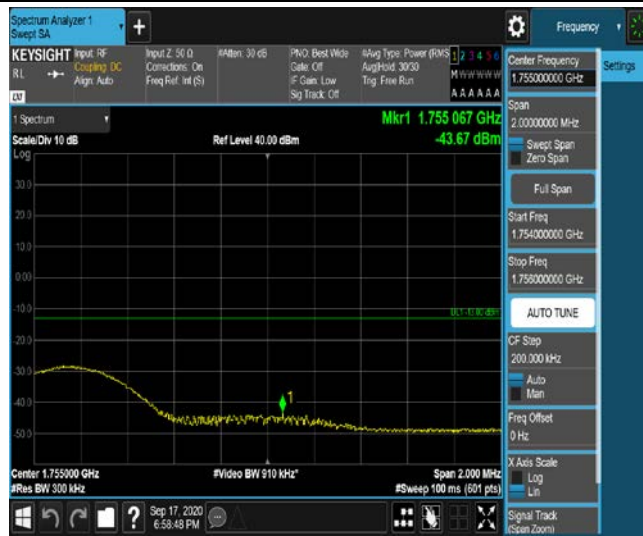 Spectrum Analyzer 1
Swept SA
+
Frequency
KEYSIGHT
RL
Input: RF
Coupling: DC
Align: Auto
Input Z: 50 Ω
Corrections: On
Freq Ref: Int (S)
#Atten: 30 dB
PNO: Best Wide
Gate: Off
IF Gain: Low
Sig Track: Off
#Avg Type: Power (RMS
Avg|Hold: 30/30
Trig: Free Run
1 2 3 4 5 6
M W W W W W
A A A A A A
1 Spectrum
Scale/Div 10 dB
Log
Ref Level 40.00 dBm
Mkr1 1.755 067 GHz
-43.67 dBm
30.0
20.0
10.0
0.00
-10.0
DL1 -13.00 dBm
-20.0
-30.0
-40.0
-50.0
1
Center 1.755000 GHz
#Res BW 300 kHz
#Video BW 910 kHz*
Span 2.000 MHz
#Sweep 100 ms (601 pts)
Sep 17, 2020
6:58:48 PM
Center Frequency
1.755000000 GHz
Settings
Span
2.00000000 MHz
Swept Span
Zero Span
Full Span
Start Freq
1.754000000 GHz
Stop Freq
1.756000000 GHz
AUTO TUNE
CF Step
200.000 kHz
Auto
Man
Freq Offset
0 Hz
X Axis Scale
Log
Lin
Signal Track
(Span Zoom)